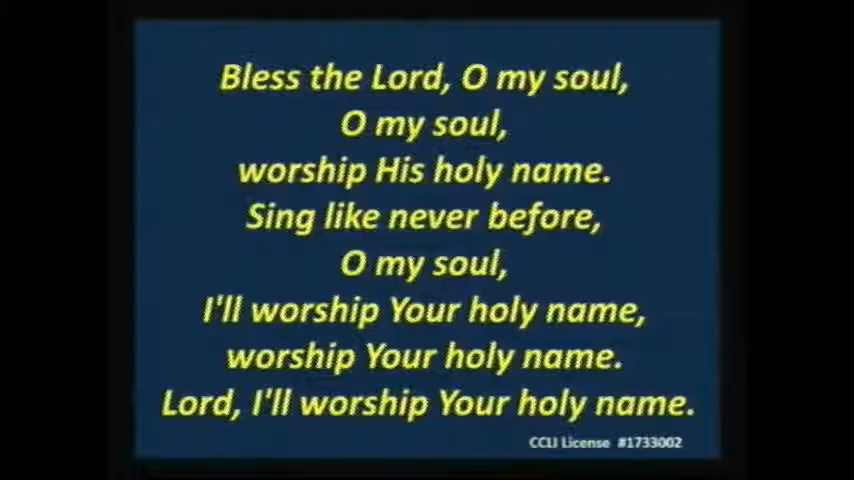 Bless the Lord, O my soul,
O my soul,
worship His holy name.
Sing like never before,
O my soul,
I'll worship Your holy name,
worship Your holy name.
Lord, I'll worship Your holy name.
CCLI License #1733002